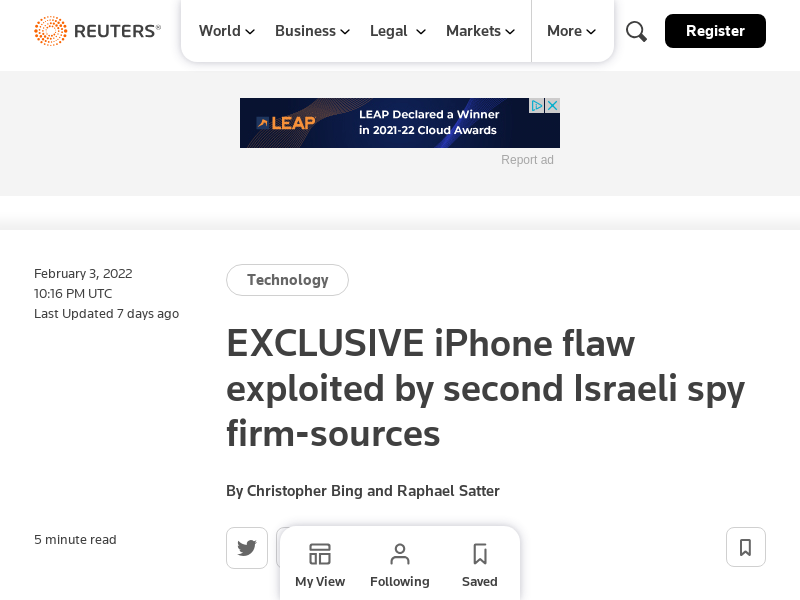 REUTERS®
World
Business
Legal
Markets
More
Register
LEAP
LEAP Declared a Winner
in 2021-22 Cloud Awards
Report ad
February 3, 2022
10:16 PM UTC
Last Updated 7 days ago
Technology
EXCLUSIVE iPhone flaw
exploited by second Israeli spy
firm-sources
By Christopher Bing and Raphael Satter
5 minute read
My View
Following
Saved